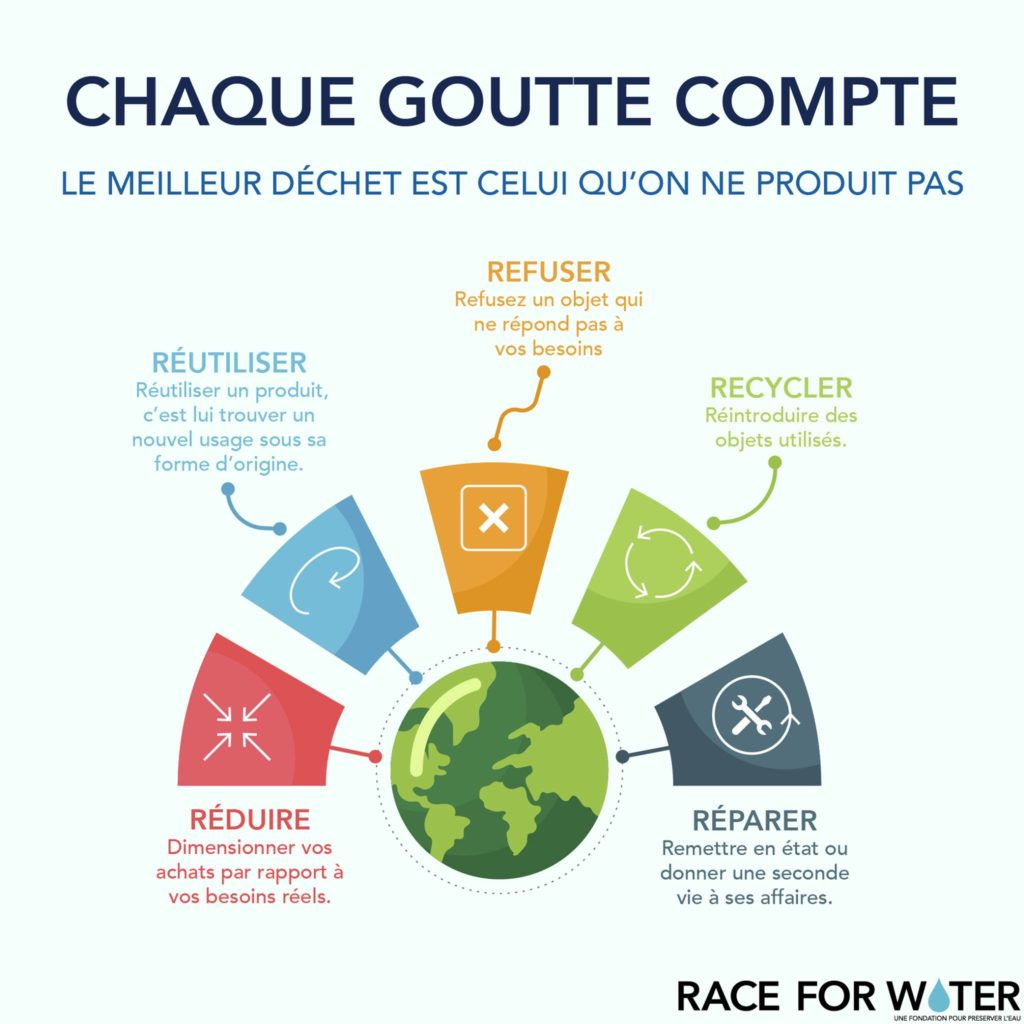 CHAQUE GOUTTE COMPTE
LE MEILLEUR DÉCHET EST CELUI QU'ON NE PRODUIT PAS
REFUSER
Refusez un objet qui
ne répond pas à
vos besoins
RÉUTILISER
Réutiliser un produit,
c'est lui trouver un
nouvel usage sous sa
forme d'origine.
RECYCLER
Réintroduire des
objets utilisés.
RÉDUIRE
Dimensionner vos
achats par rapport à
vos besoins réels.
RÉPARER
Remettre en état ou
donner une seconde
vie à ses affaires.
RACE FOR WATER
UNE FONDATION POUR PRESERVER L'EAU